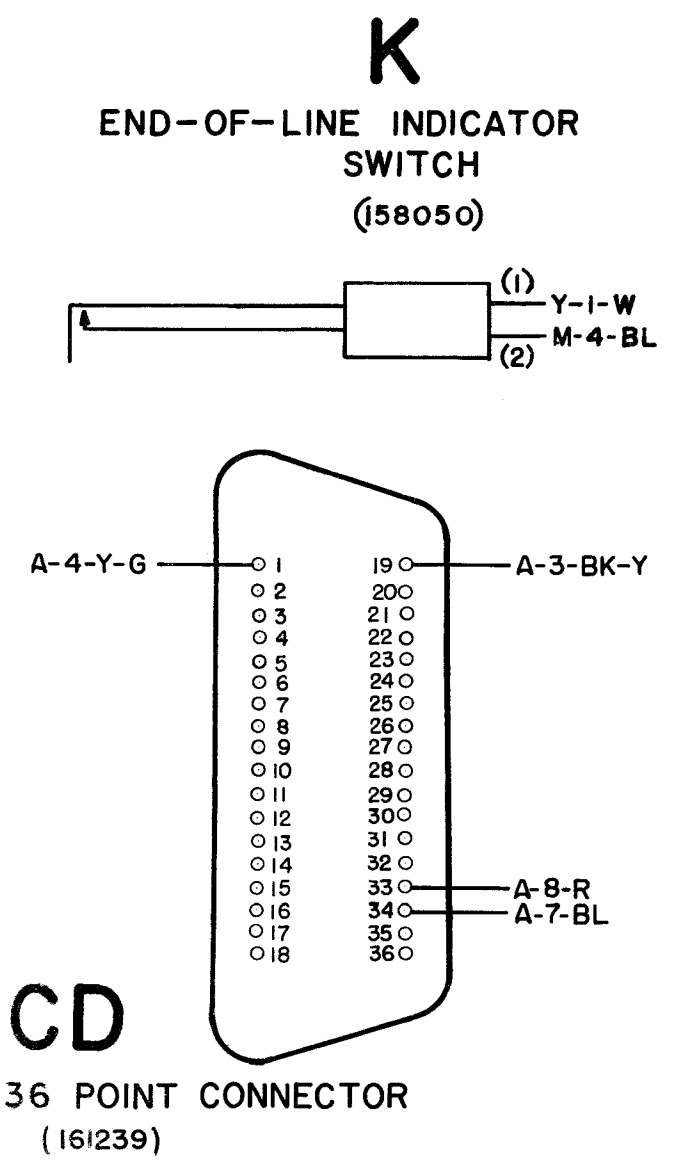 K
END-OF-LINE INDICATOR
SWITCH
(158050)
(1)
Y-1-W
M-4-BL
(2)
A-4-Y-G 1 19 A-3-BK-Y
2 20
3 21
4 22
5 23
6 24
7 25
8 26
9 27
10 28
11 29
12 30
13 31
14 32
15 33 A-8-R
16 34 A-7-BL
17 35
18 36
CD
36 POINT CONNECTOR
(161239)